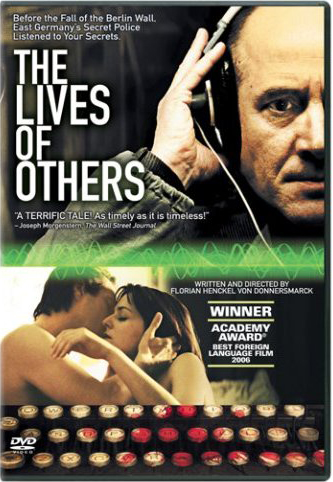 Before the Fall of the Berlin Wall,
East Germany's Secret Police
Listened to Your Secrets.
THE
LIVES
OF
OTHERS
"A TERRIFIC TALE! As timely as it is timeless!"
–Joseph Morgenstern, The Wall Street Journal
WRITTEN AND DIRECTED BY
FLORIAN HENCKEL VON DONNERSMARCK
WINNER
ACADEMY
AWARD®
BEST FOREIGN
LANGUAGE FILM
2006
DVD
VIDEO